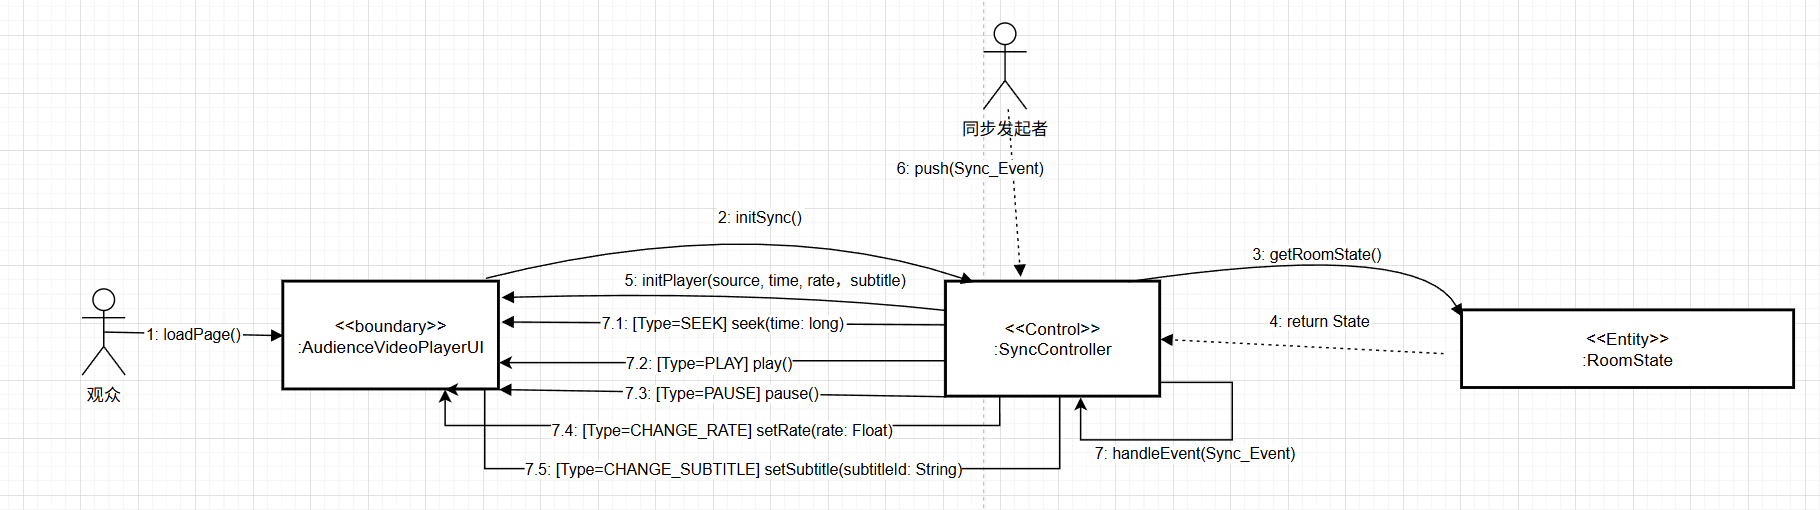 同步发起者
6: push(Sync_Event)
2: initSync()
3: getRoomState()
5: initPlayer(source, time, rate，subtitle)
<<boundary>>
:AudienceVideoPlayerUI
1: loadPage()
观众
7.1: [Type=SEEK] seek(time: long)
<<Control>>
:SyncController
4: return State
<<Entity>>
:RoomState
7.2: [Type=PLAY] play()
7.3: [Type=PAUSE] pause()
7.4: [Type=CHANGE_RATE] setRate(rate: Float)
7: handleEvent(Sync_Event)
7.5: [Type=CHANGE_SUBTITLE] setSubtitle(subtitleId: String)